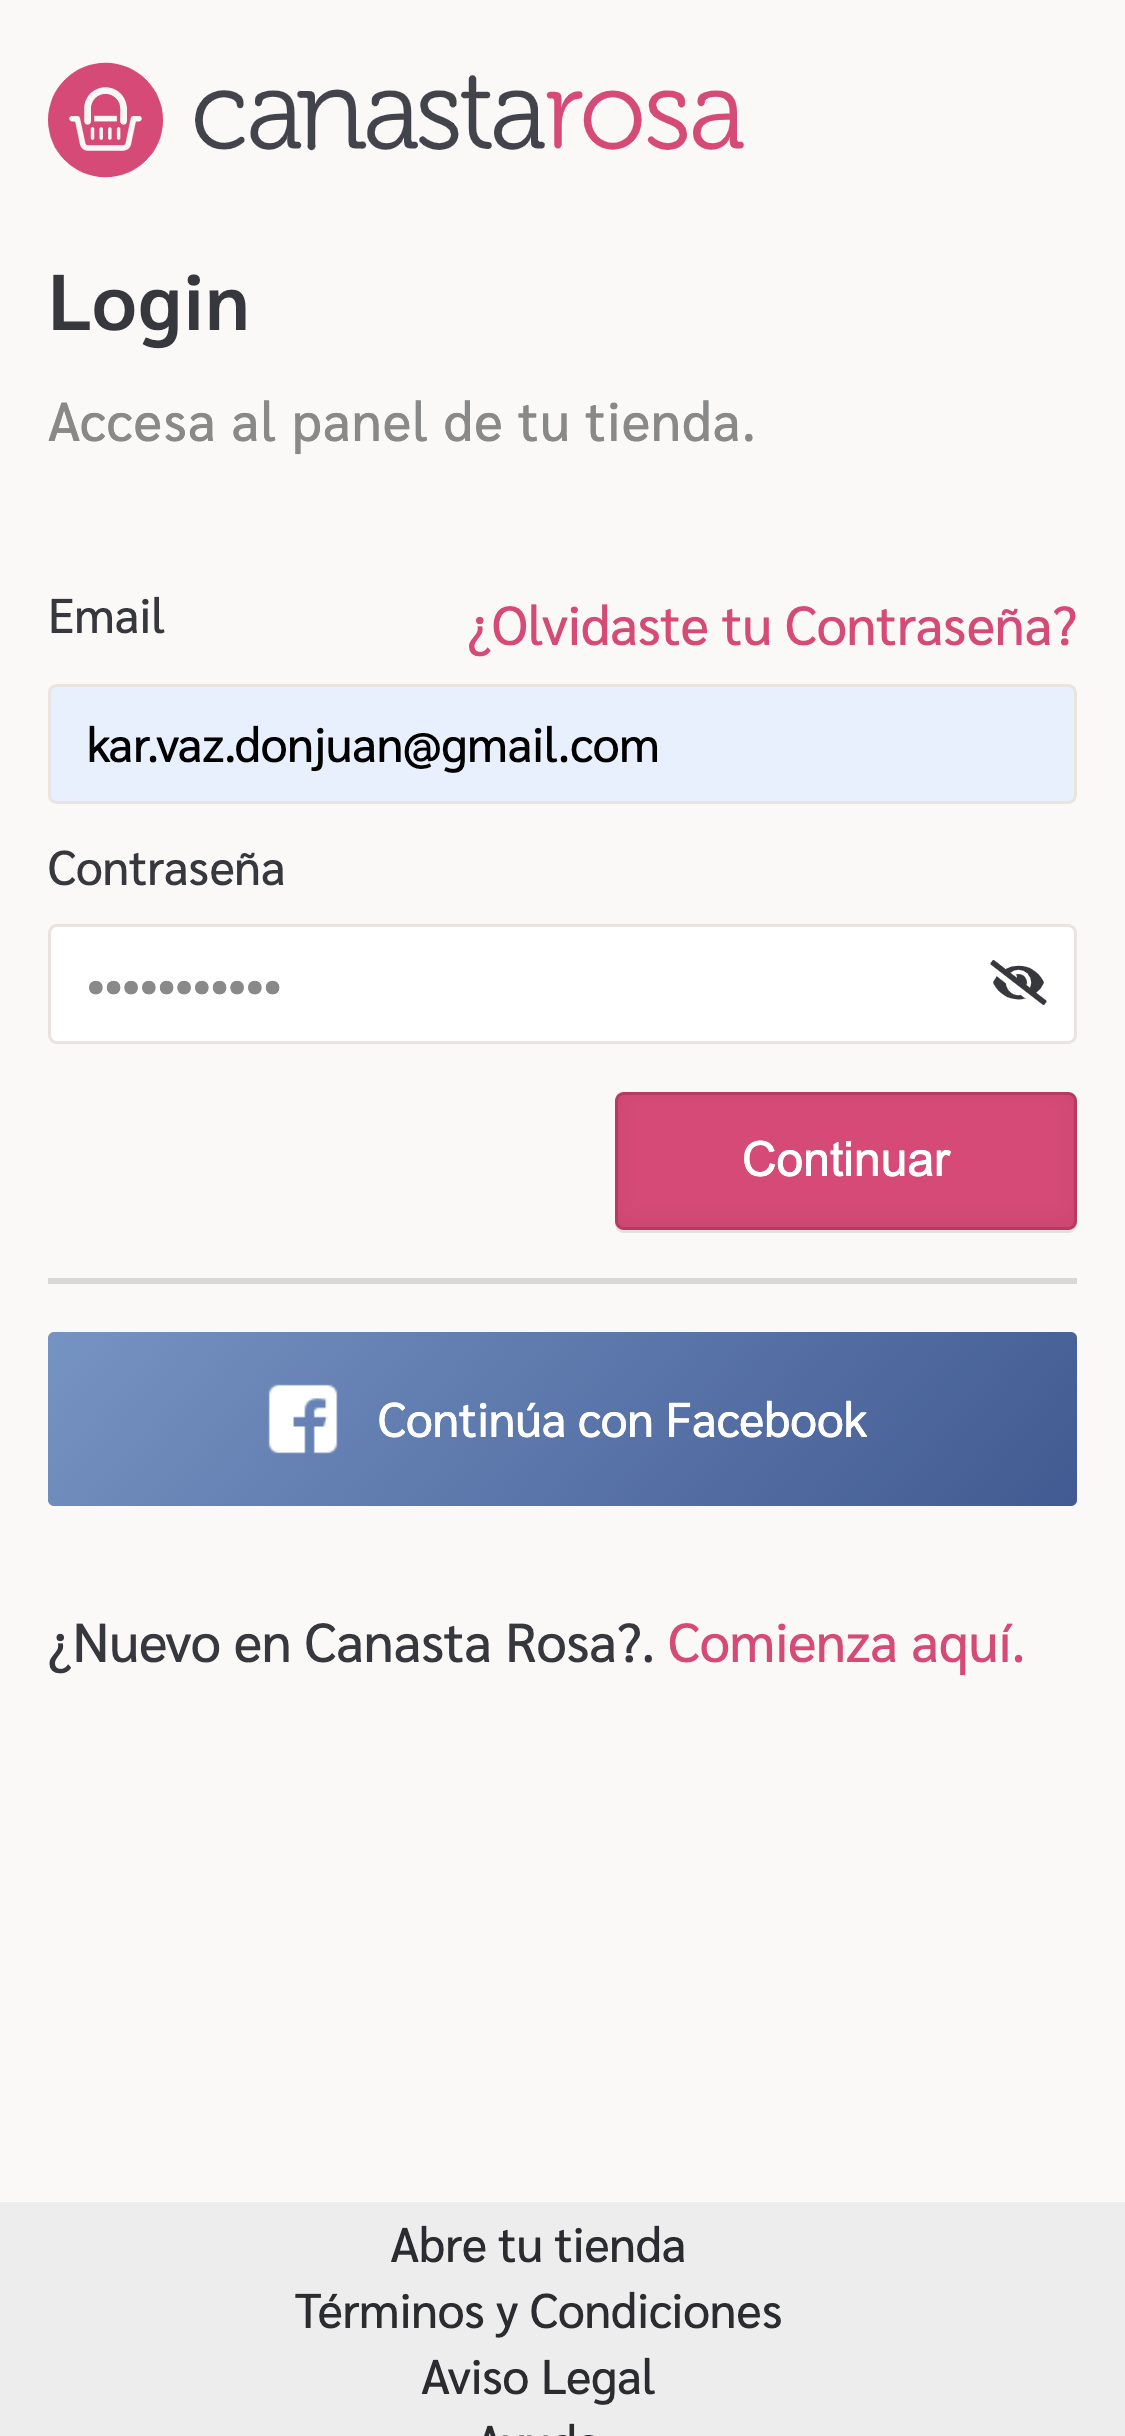 canastarosa
Login
Accesa al panel de tu tienda.
Email
¿Olvidaste tu Contraseña?
kar.vaz.donjuan@gmail.com
Contraseña
•••••••••••
Continuar
Continúa con Facebook
¿Nuevo en Canasta Rosa?. Comienza aquí.
Abre tu tienda
Términos y Condiciones
Aviso Legal